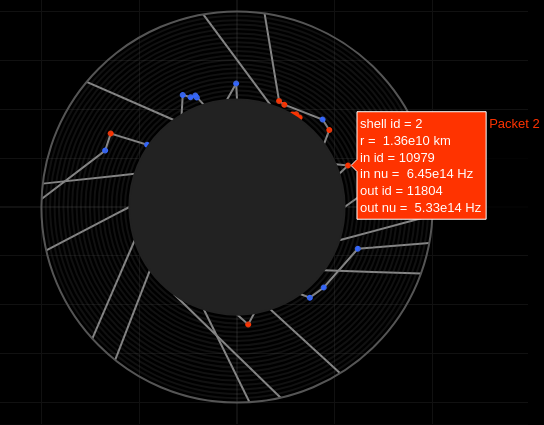 shell id = 2
r =  1.36e10 km
in id = 10979
in nu =  6.45e14 Hz
out id = 11804
out nu =  5.33e14 Hz
Packet 2